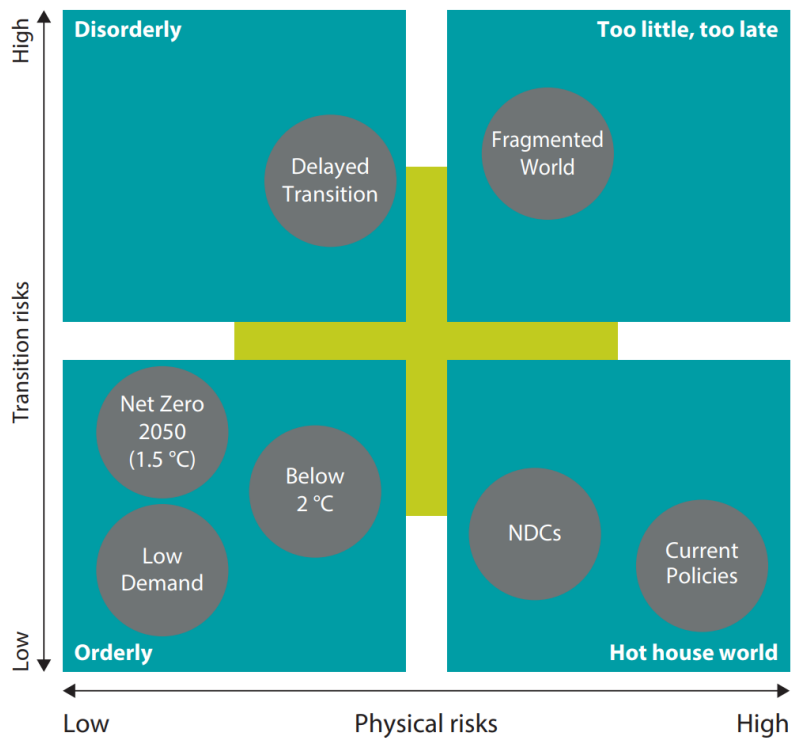 High
Transition risks
Low
Disorderly
Too little, too late
Delayed
Transition
Fragmented
World
Net Zero
2050
(1.5 °C)
Below
2 °C
Low
Demand
NDCs
Current
Policies
Orderly
Hot house world
Low
Physical risks
High